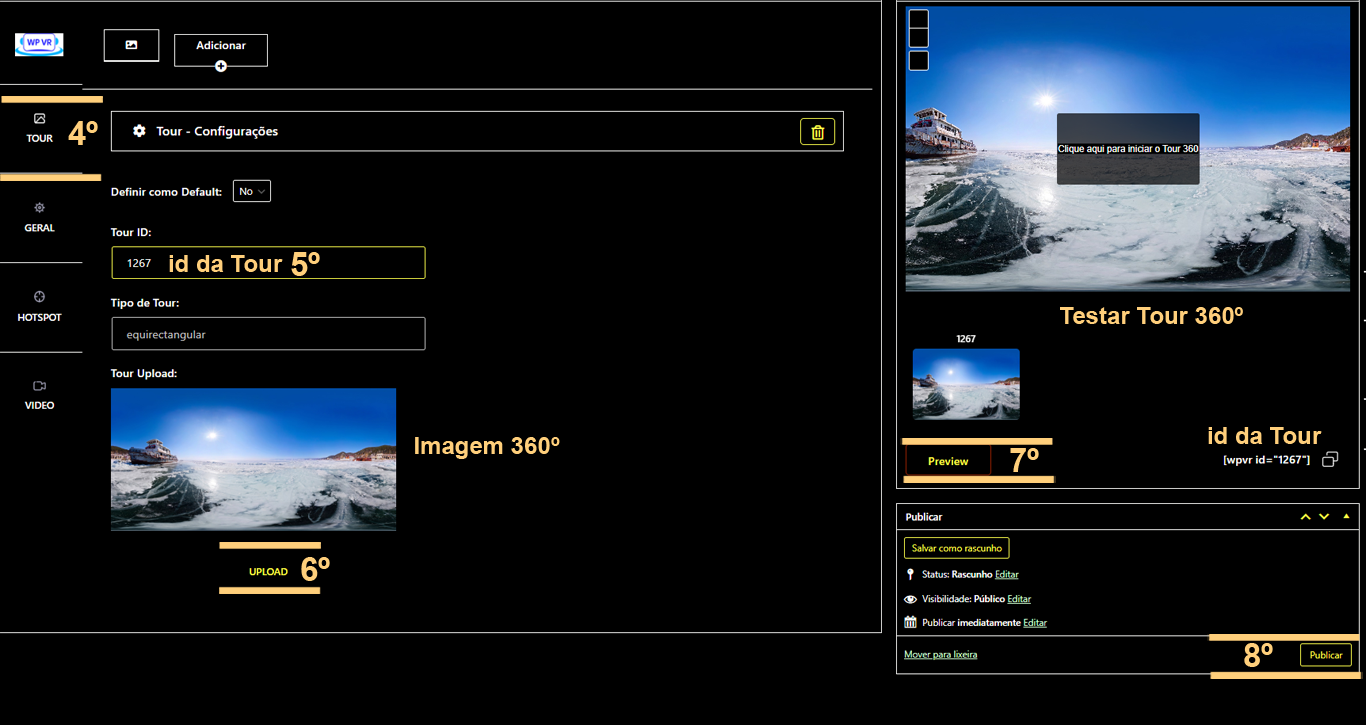 WP VR
Adicionar
TOUR
4º
GERAL
HOTSPOT
VIDEO
Tour - Configurações
Definir como Default: No
Tour ID:
1267 id da Tour 5º
Tipo de Tour:
equirectangular
Tour Upload:
Imagem 360º
UPLOAD 6º
Clique aqui para iniciar o Tour 360
Testar Tour 360º
1267
id da Tour
Preview 7º
[wpvr id="1267"]
Publicar
Salvar como rascunho
Status: Rascunho Editar
Visibilidade: Público Editar
Publicar imediatamente Editar
Mover para lixeira
8º Publicar